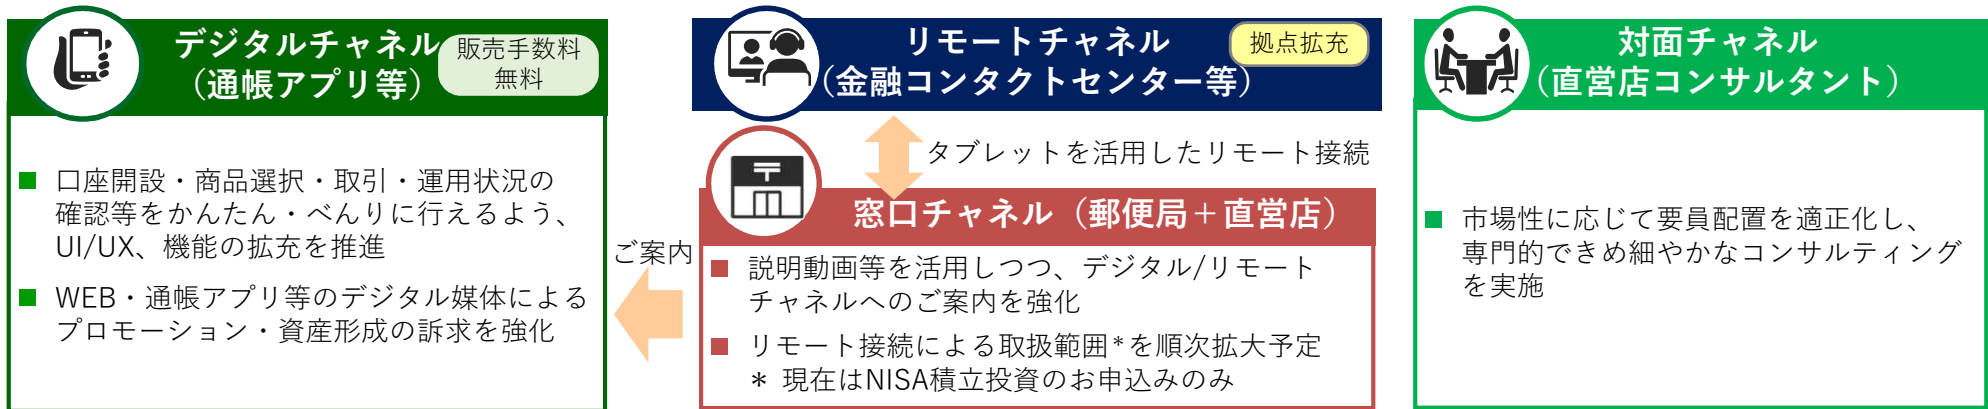 デジタルチャネル
（通帳アプリ等）
販売手数料
無料
■ 口座開設・商品選択・取引・運用状況の
確認等をかんたん・べんりに行えるよう、
UI/UX、機能の拡充を推進
■ WEB・通帳アプリ等のデジタル媒体による
プロモーション・資産形成の訴求を強化
ご案内
リモートチャネル
（金融コンタクトセンター等）
拠点拡充
タブレットを活用したリモート接続
〒
窓口チャネル（郵便局＋直営店）
■ 説明動画等を活用しつつ、デジタル/リモート
チャネルへのご案内を強化
■ リモート接続による取扱範囲*を順次拡大予定
＊ 現在はNISA積立投資のお申込みのみ
対面チャネル
（直営店コンサルタント）
■ 市場性に応じて要員配置を適正化し、
専門的できめ細やかなコンサルティング
を実施